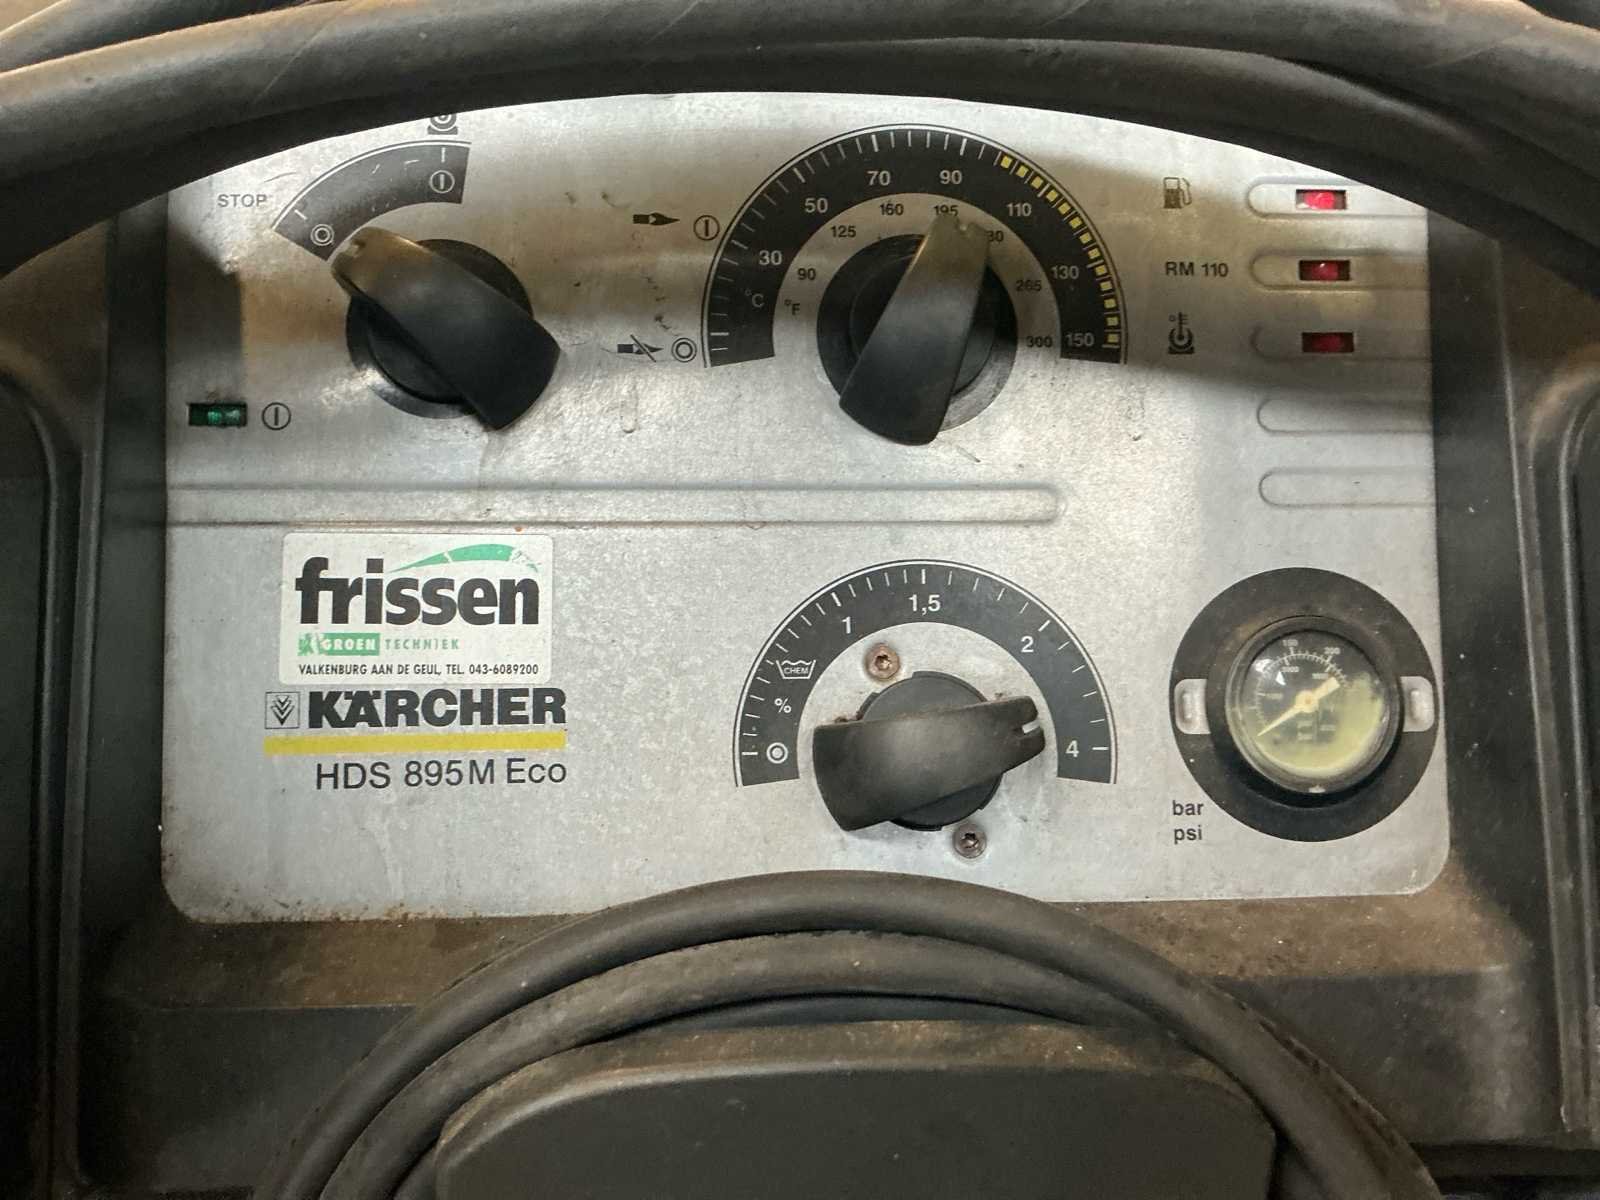 STOP
30
50
70
90
110
130
150
°C
°F
90
125
160
195
265
300
RM 110
frissen
GROEN TECHNIEK
VALKENBURG AAN DE GEUL, TEL. 043-6089200
KÄRCHER
HDS 895 M Eco
CHEM
%
1
1,5
2
4
bar
psi